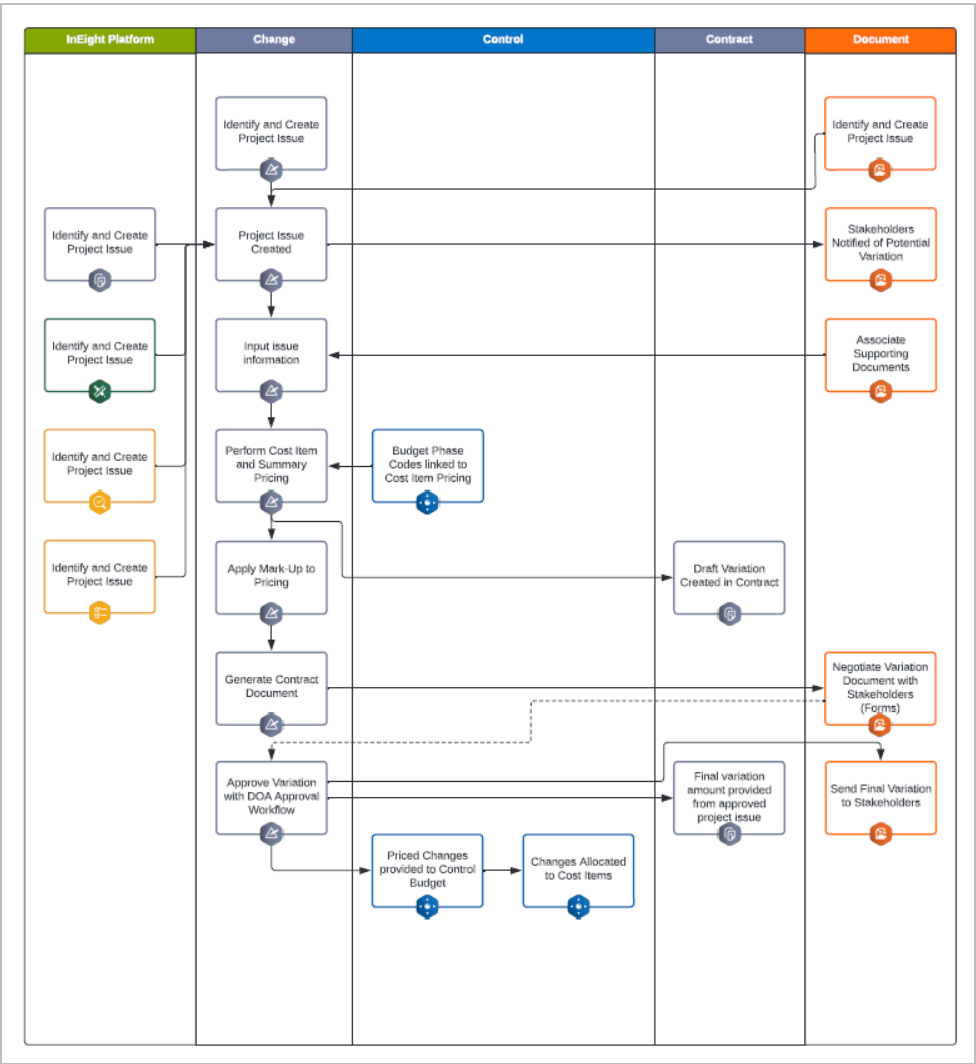 InEight Platform
Change
Control
Contract
Document
Identify and Create
Project Issue
Identify and Create
Project Issue
Identify and Create
Project Issue
Project Issue
Created
Stakeholders
Notified of Potential
Variation
Identify and Create
Project Issue
Input issue
information
Associate
Supporting
Documents
Identify and Create
Project Issue
Perform Cost Item
and Summary
Pricing
Budget Phase
Codes linked to
Cost Item Pricing
Identify and Create
Project Issue
Apply Mark-Up to
Pricing
Draft Variation
Created in Contract
Generate Contract
Document
Negotiate Variation
Document with
Stakeholders
(Forms)
Approve Variation
with DOA Approval
Workflow
Final variation
amount provided
from approved
project issue
Send Final Variation
to Stakeholders
Priced Changes
provided to Control
Budget
Changes Allocated
to Cost Items